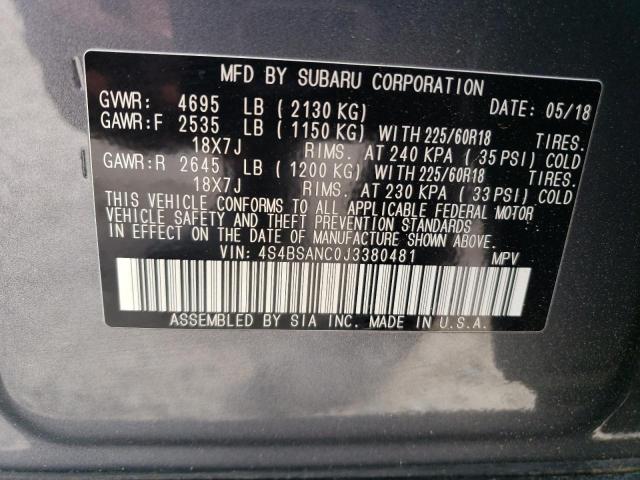 MFD BY SUBARU CORPORATION
GVWR: 4695 LB ( 2130 KG) DATE: 05/18
GAWR:F 2535 LB ( 1150 KG) WITH 225/60R18 TIRES.
18X7J RIMS. AT 240 KPA ( 35 PSI) COLD
GAWR:R 2645 LB ( 1200 KG) WITH 225/60R18 TIRES.
18X7J RIMS. AT 230 KPA ( 33 PSI) COLD
THIS VEHICLE CONFORMS TO ALL APPLICABLE FEDERAL MOTOR
VEHICLE SAFETY AND THEFT PREVENTION STANDARDS
IN EFFECT ON THE DATE OF MANUFACTURE SHOWN ABOVE.
VIN: 4S4BSANC0J3380481 MPV
ASSEMBLED BY SIA INC. MADE IN U.S.A.